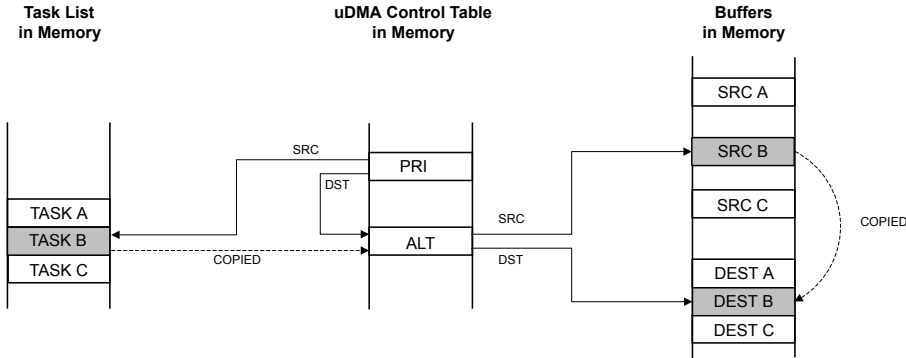 Task List
in Memory
uDMA Control Table
in Memory
Buffers
in Memory
SRC A
SRC
PRI
SRC B
DST
TASK A
SRC C
SRC
COPIED
TASK B
ALT
COPIED
DST
TASK C
DEST A
DEST B
DEST C